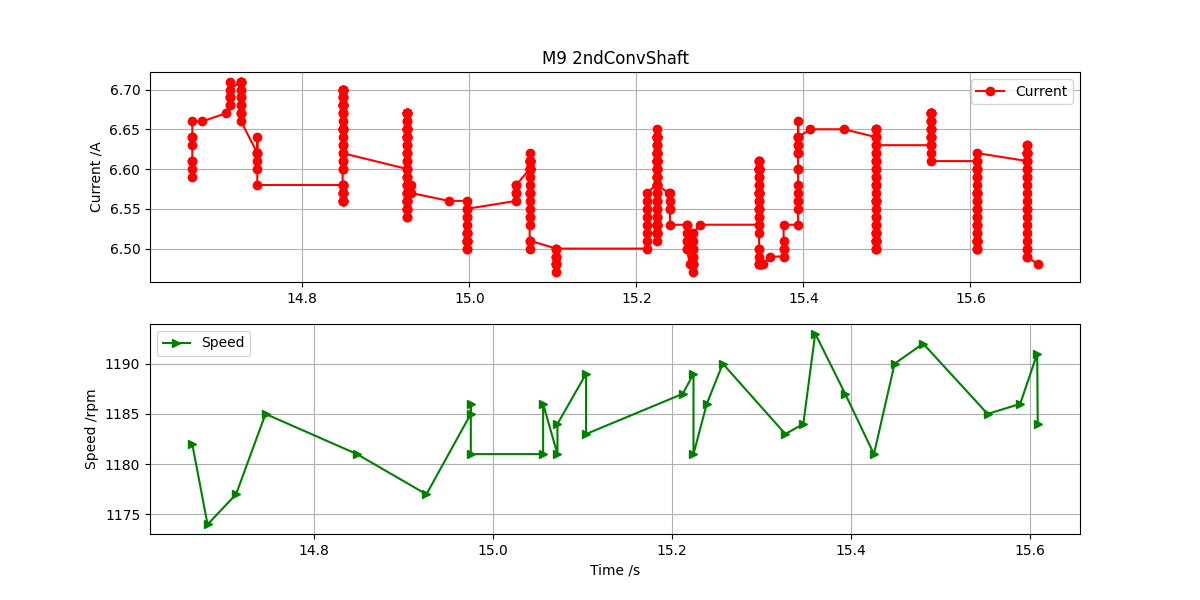 M9 2ndConvShaft
Current /A
6.70
6.65
6.60
6.55
6.50
Current
14.8 15.0 15.2 15.4 15.6
Speed /rpm
1190
1185
1180
1175
Speed
14.8 15.0 15.2 15.4 15.6
Time /s